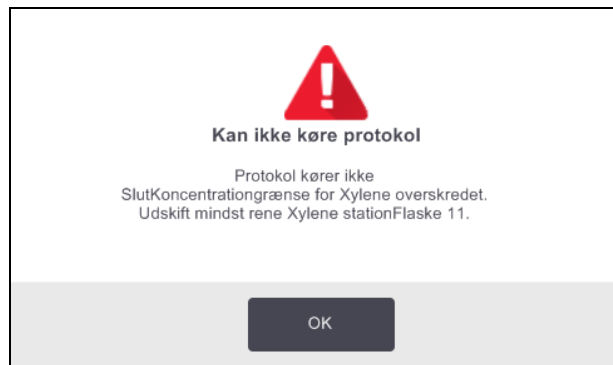 Kan ikke køre protokol
Protokol kører ikke
SlutKoncentrationgrænse for Xylene overskredet.
Udskift mindst rene Xylene stationFlaske 11.
OK